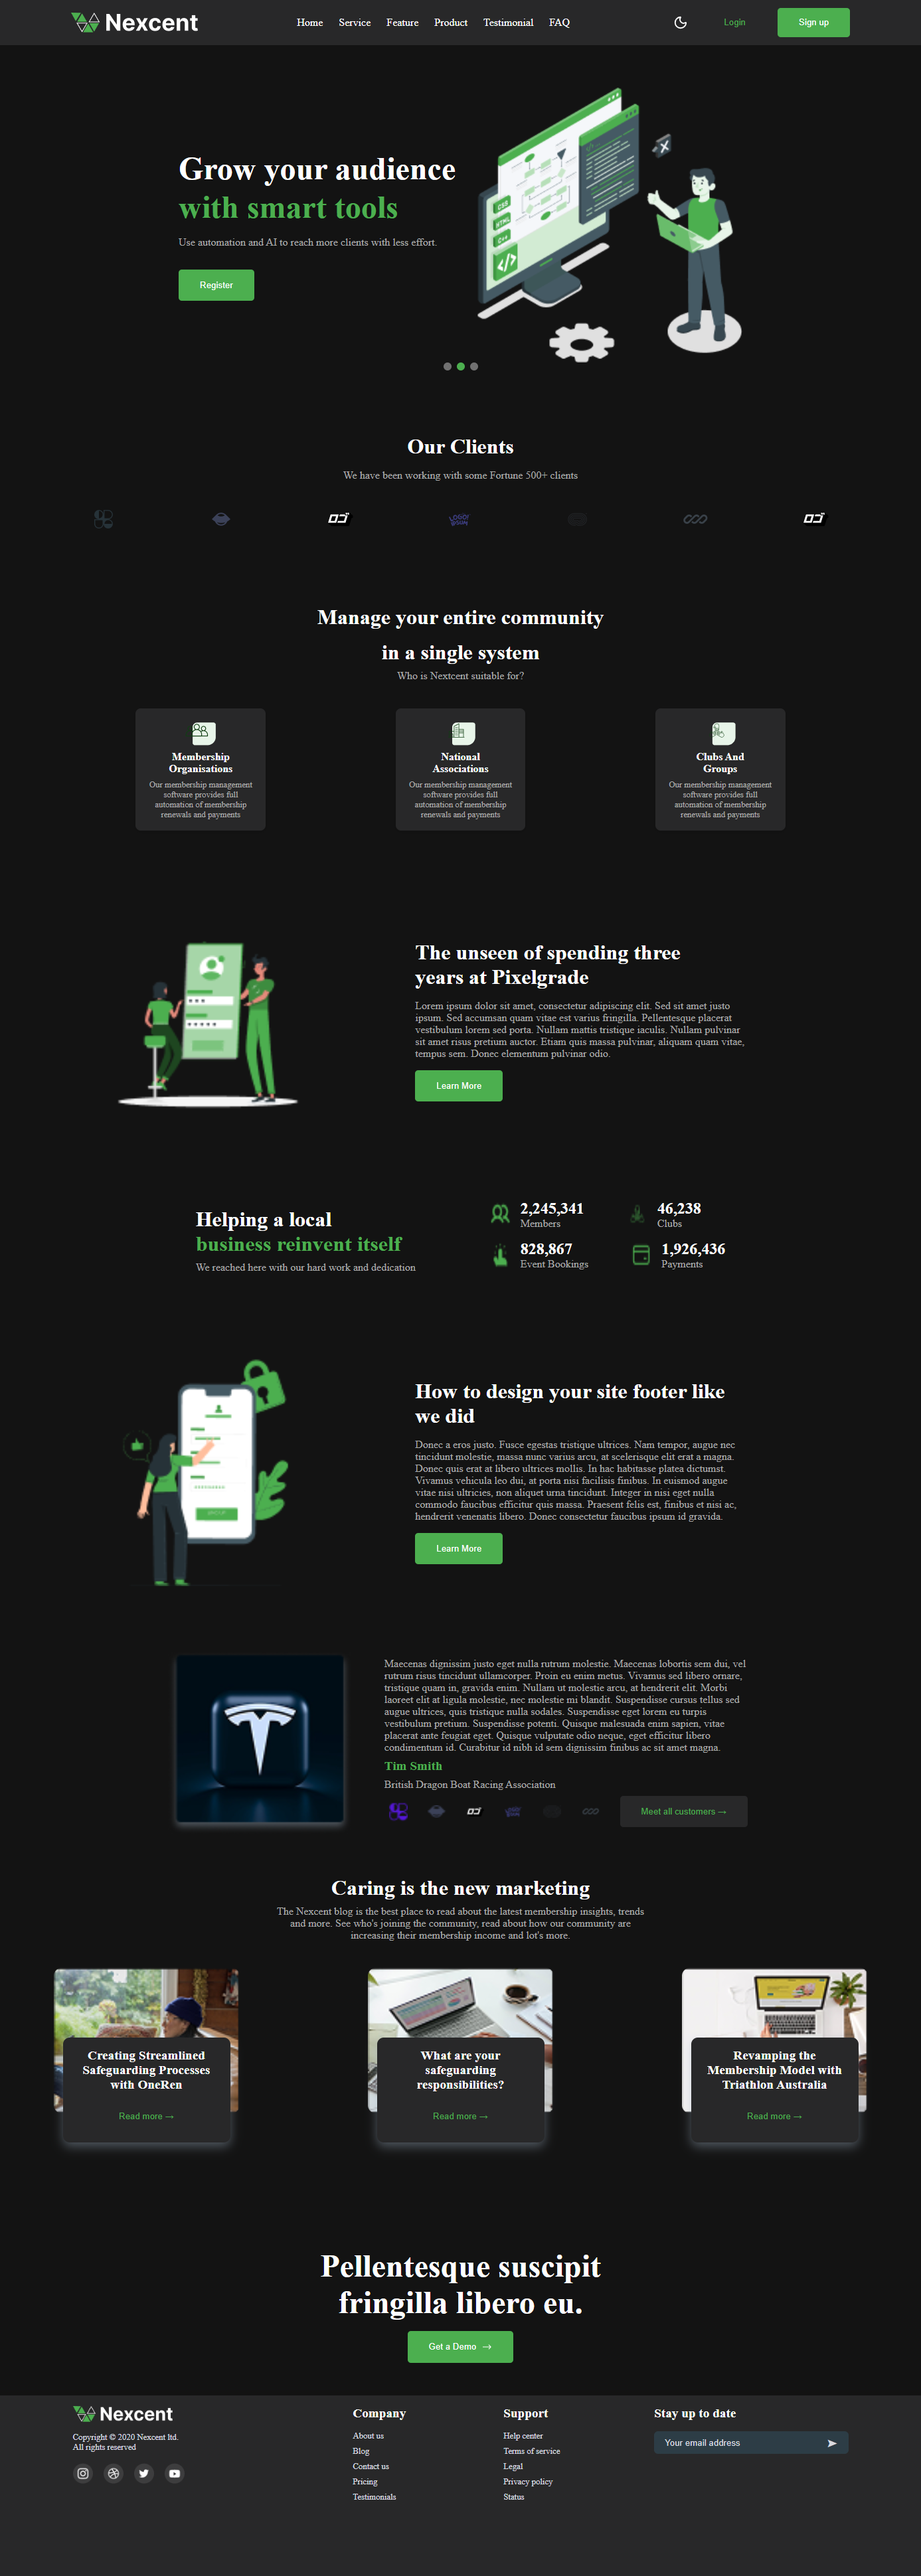 Nexcent
Home Service Feature Product Testimonial FAQ
Login
Sign up
Grow your audience
with smart tools
Use automation and AI to reach more clients with less effort.
Register
CSS
HTML
C++
</>
Our Clients
We have been working with some Fortune 500+ clients
Manage your entire community
in a single system
Who is Nextcent suitable for?
Membership
Organisations
Our membership management
software provides full
automation of membership
renewals and payments
National
Associations
Our membership management
software provides full
automation of membership
renewals and payments
Clubs And
Groups
Our membership management
software provides full
automation of membership
renewals and payments
The unseen of spending three
years at Pixelgrade
Lorem ipsum dolor sit amet, consectetur adipiscing elit. Sed sit amet justo
ipsum. Sed accumsan quam vitae est varius fringilla. Pellentesque placerat
vestibulum lorem sed porta. Nullam mattis tristique iaculis. Nullam pulvinar
sit amet risus pretium auctor. Etiam quis massa pulvinar, aliquam quam vitae,
tempus sem. Donec elementum pulvinar odio.
Learn More
Helping a local
business reinvent itself
We reached here with our hard work and dedication
2,245,341
Members
46,238
Clubs
828,867
Event Bookings
1,926,436
Payments
How to design your site footer like
we did
Donec a eros justo. Fusce egestas tristique ultrices. Nam tempor, augue nec
tincidunt molestie, massa nunc varius arcu, at scelerisque elit erat a magna.
Donec quis erat at libero ultrices mollis. In hac habitasse platea dictumst.
Vivamus vehicula leo dui, at porta nisi facilisis finibus. In euismod augue
vitae nisi ultricies, non aliquet urna tincidunt. Integer in nisi eget nulla
commodo faucibus efficitur quis massa. Praesent felis est, finibus et nisi ac,
hendrerit venenatis libero. Donec consectetur faucibus ipsum id gravida.
Learn More
Maecenas dignissim justo eget nulla rutrum molestie. Maecenas lobortis sem dui, vel
rutrum risus tincidunt ullamcorper. Proin eu enim metus. Vivamus sed libero ornare,
tristique quam in, gravida enim. Nullam ut molestie arcu, at hendrerit elit. Morbi
laoreet elit at ligula molestie, nec molestie mi blandit. Suspendisse cursus tellus sed
augue ultrices, quis tristique nulla sodales. Suspendisse eget lorem eu turpis
vestibulum pretium. Suspendisse potenti. Quisque malesuada enim sapien, vitae
placerat ante feugiat eget. Quisque vulputate odio neque, eget efficitur libero
condimentum id. Curabitur id nibh id sem dignissim finibus ac sit amet magna.
Tim Smith
British Dragon Boat Racing Association
Meet all customers →
Caring is the new marketing
The Nexcent blog is the best place to read about the latest membership insights, trends
and more. See who's joining the community, read about how our community are
increasing their membership income and lot's more.
Creating Streamlined
Safeguarding Processes
with OneRen
Read more →
What are your
safeguarding
responsibilities?
Read more →
Revamping the
Membership Model with
Triathlon Australia
Read more →
Pellentesque suscipit
fringilla libero eu.
Get a Demo →
Nexcent
Copyright © 2020 Nexcent ltd.
All rights reserved
Company
About us
Blog
Contact us
Pricing
Testimonials
Support
Help center
Terms of service
Legal
Privacy policy
Status
Stay up to date
Your email address